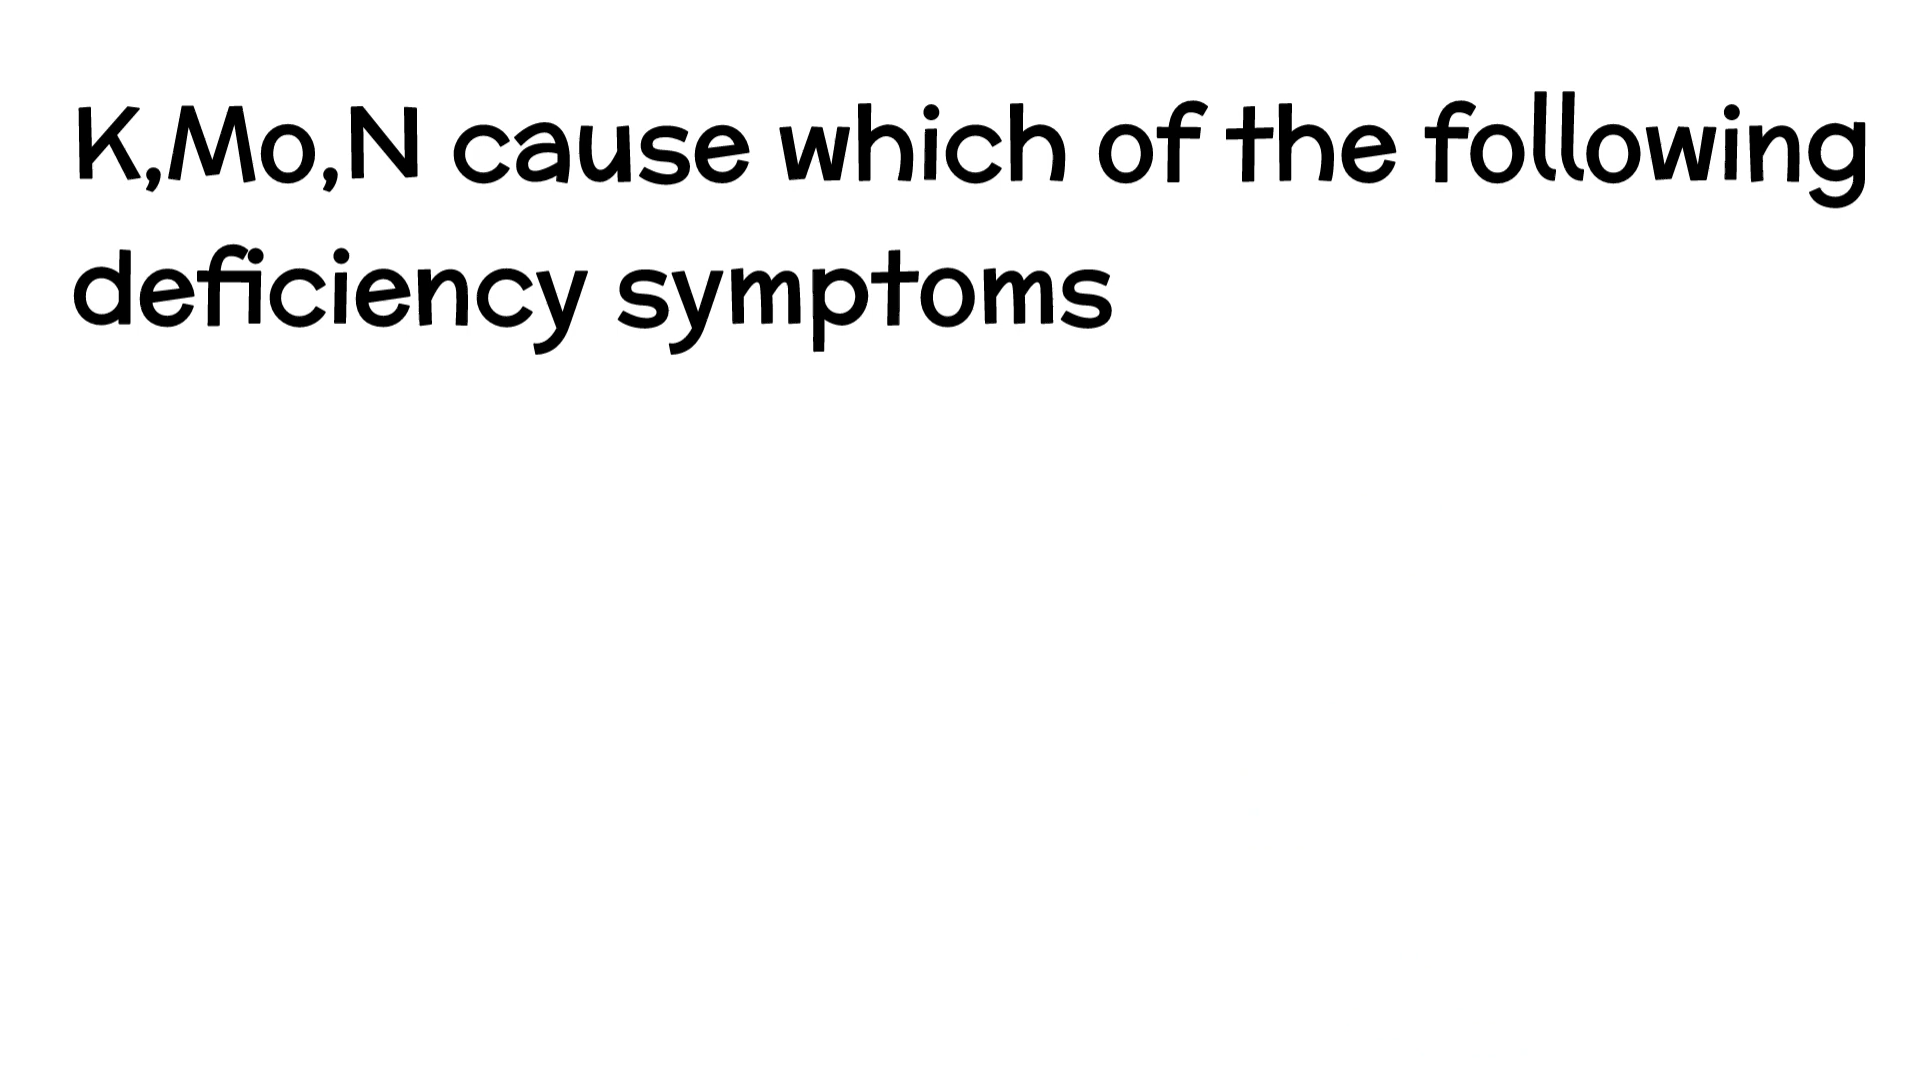 K,Mo,N cause which of the following
deficiency symptoms